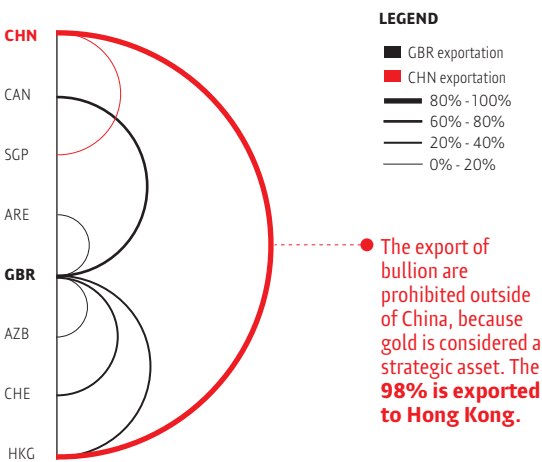 CHN
CAN
SGP
ARE
GBR
AZB
CHE
HKG
LEGEND
GBR exportation
CHN exportation
80% -100%
60% - 80%
20% - 40%
0% - 20%
The export of
bullion are
prohibited outside
of China, because
gold is considered a
strategic asset. The
98% is exported
to Hong Kong.